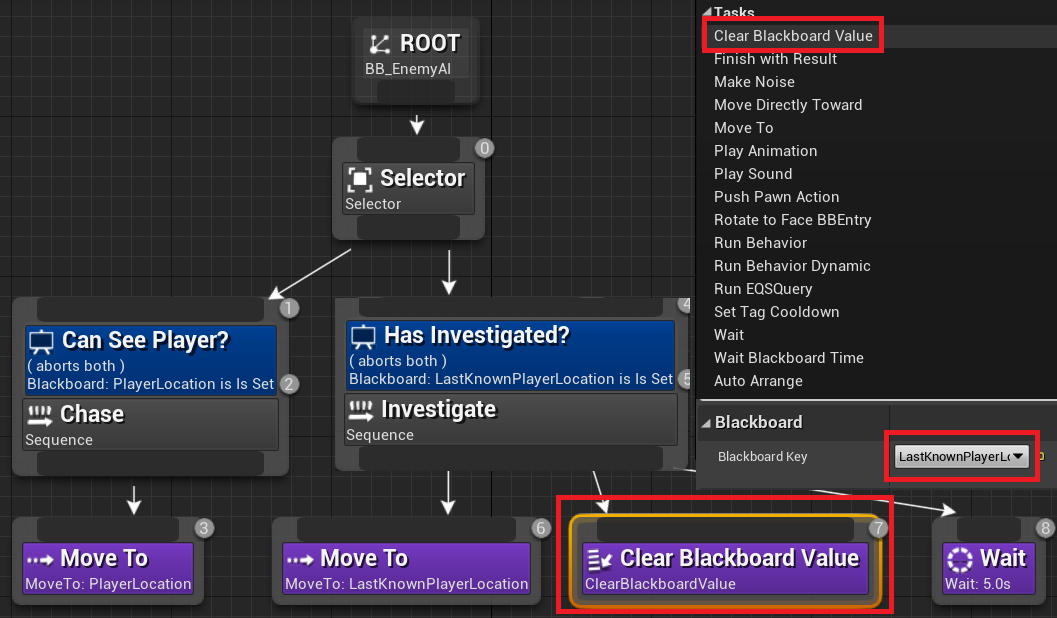 ROOT
BB_EnemyAI
0
Selector
Selector
1
Can See Player?
( aborts both )
Blackboard: PlayerLocation is Is Set
2
Chase
Sequence
4
Has Investigated?
( aborts both )
Blackboard: LastKnownPlayerLocation is Is Set
5
Investigate
Sequence
3
Move To
MoveTo: PlayerLocation
6
Move To
MoveTo: LastKnownPlayerLocation
7
Clear Blackboard Value
ClearBlackboardValue
8
Wait
Wait: 5.0s
Tasks
Clear Blackboard Value
Finish with Result
Make Noise
Move Directly Toward
Move To
Play Animation
Play Sound
Push Pawn Action
Rotate to Face BBEntry
Run Behavior
Run Behavior Dynamic
Run EQSQuery
Set Tag Cooldown
Wait
Wait Blackboard Time
Auto Arrange
Blackboard
Blackboard Key
LastKnownPlayerLo